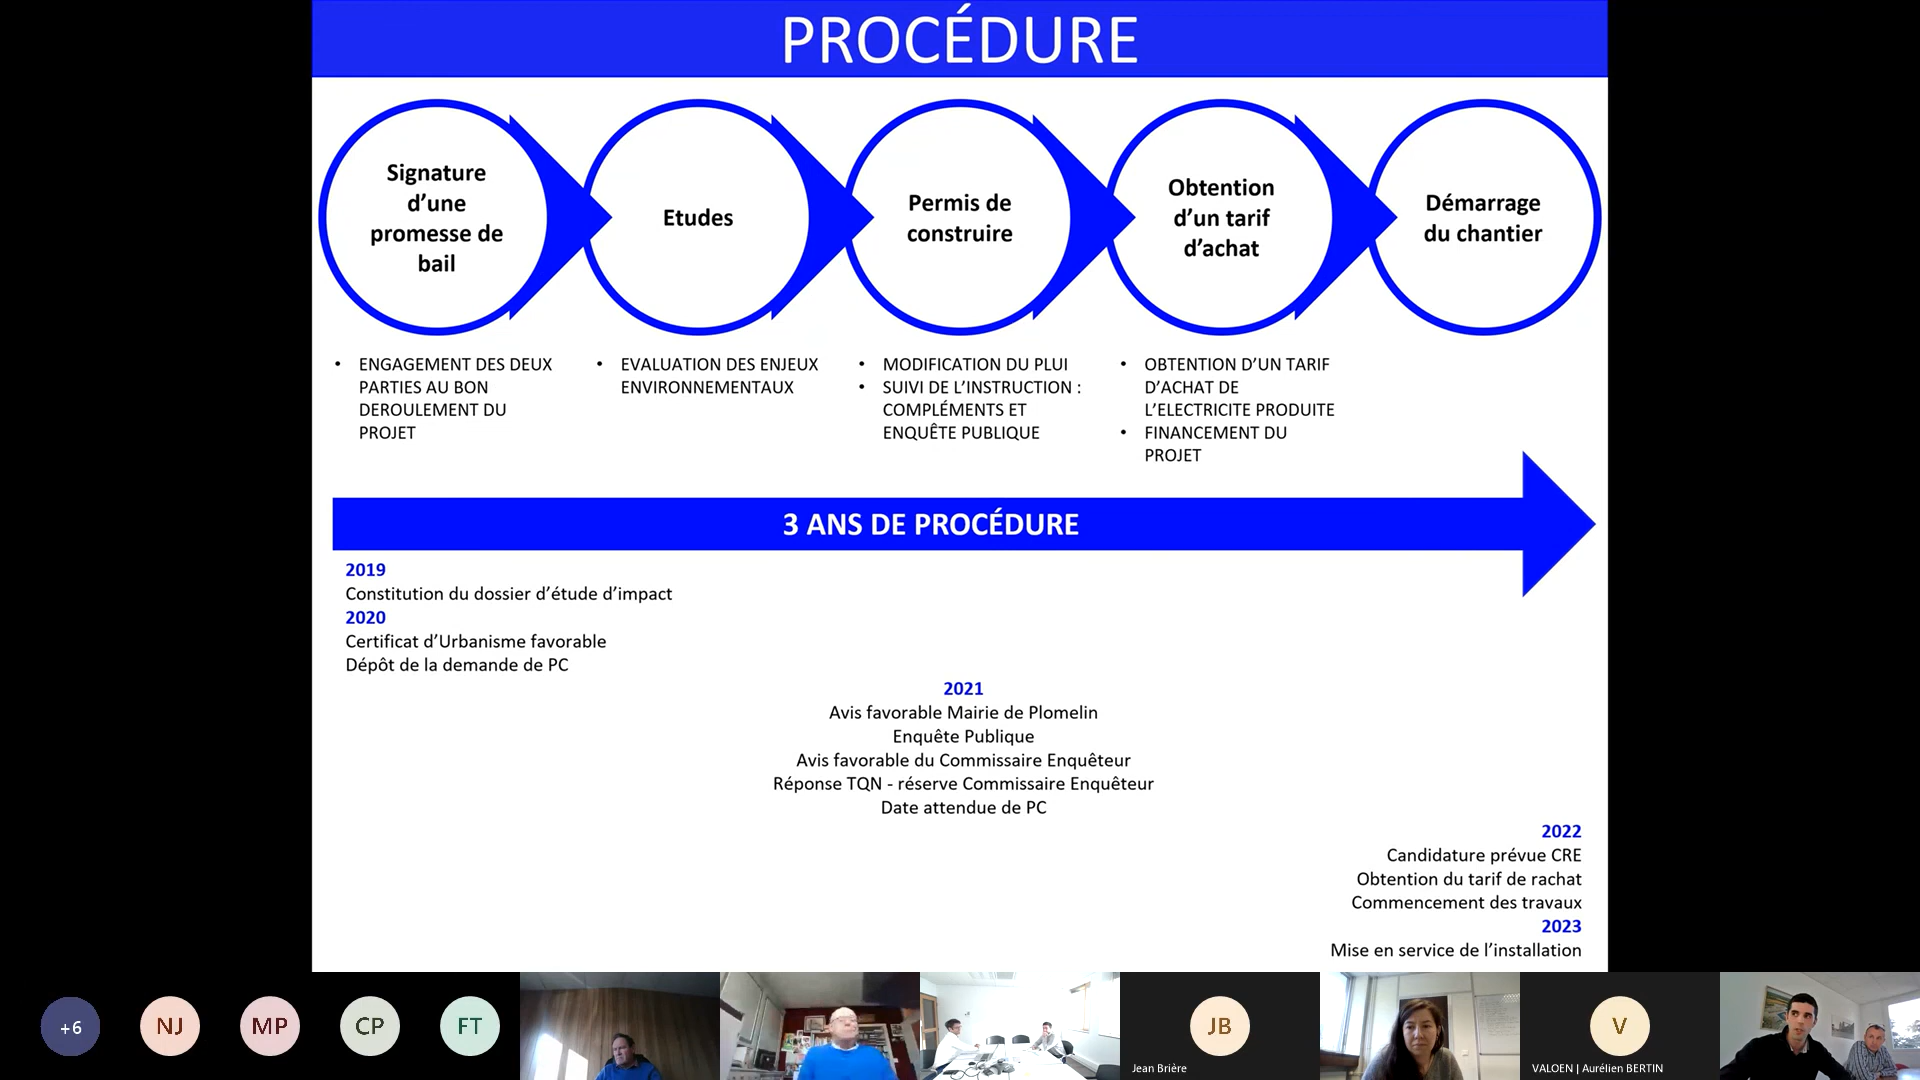 PROCÉDURE
Signature
d'une
promesse de
bail
Etudes
Permis de
construire
Obtention
d'un tarif
d'achat
Démarrage
du chantier
• ENGAGEMENT DES DEUX
PARTIES AU BON
DEROULEMENT DU
PROJET
• EVALUATION DES ENJEUX
ENVIRONNEMENTAUX
• MODIFICATION DU PLUI
• SUIVI DE L'INSTRUCTION :
COMPLÉMENTS ET
ENQUÊTE PUBLIQUE
• OBTENTION D'UN TARIF
D'ACHAT DE
L'ELECTRICITE PRODUITE
• FINANCEMENT DU
PROJET
3 ANS DE PROCÉDURE
2019
Constitution du dossier d'étude d'impact
2020
Certificat d'Urbanisme favorable
Dépôt de la demande de PC
2021
Avis favorable Mairie de Plomelin
Enquête Publique
Avis favorable du Commissaire Enquêteur
Réponse TQN - réserve Commissaire Enquêteur
Date attendue de PC
2022
Candidature prévue CRE
Obtention du tarif de rachat
Commencement des travaux
2023
Mise en service de l'installation
+6
NJ
MP
CP
FT
JB
Jean Brière
V
VALOEN | Aurélien BERTIN